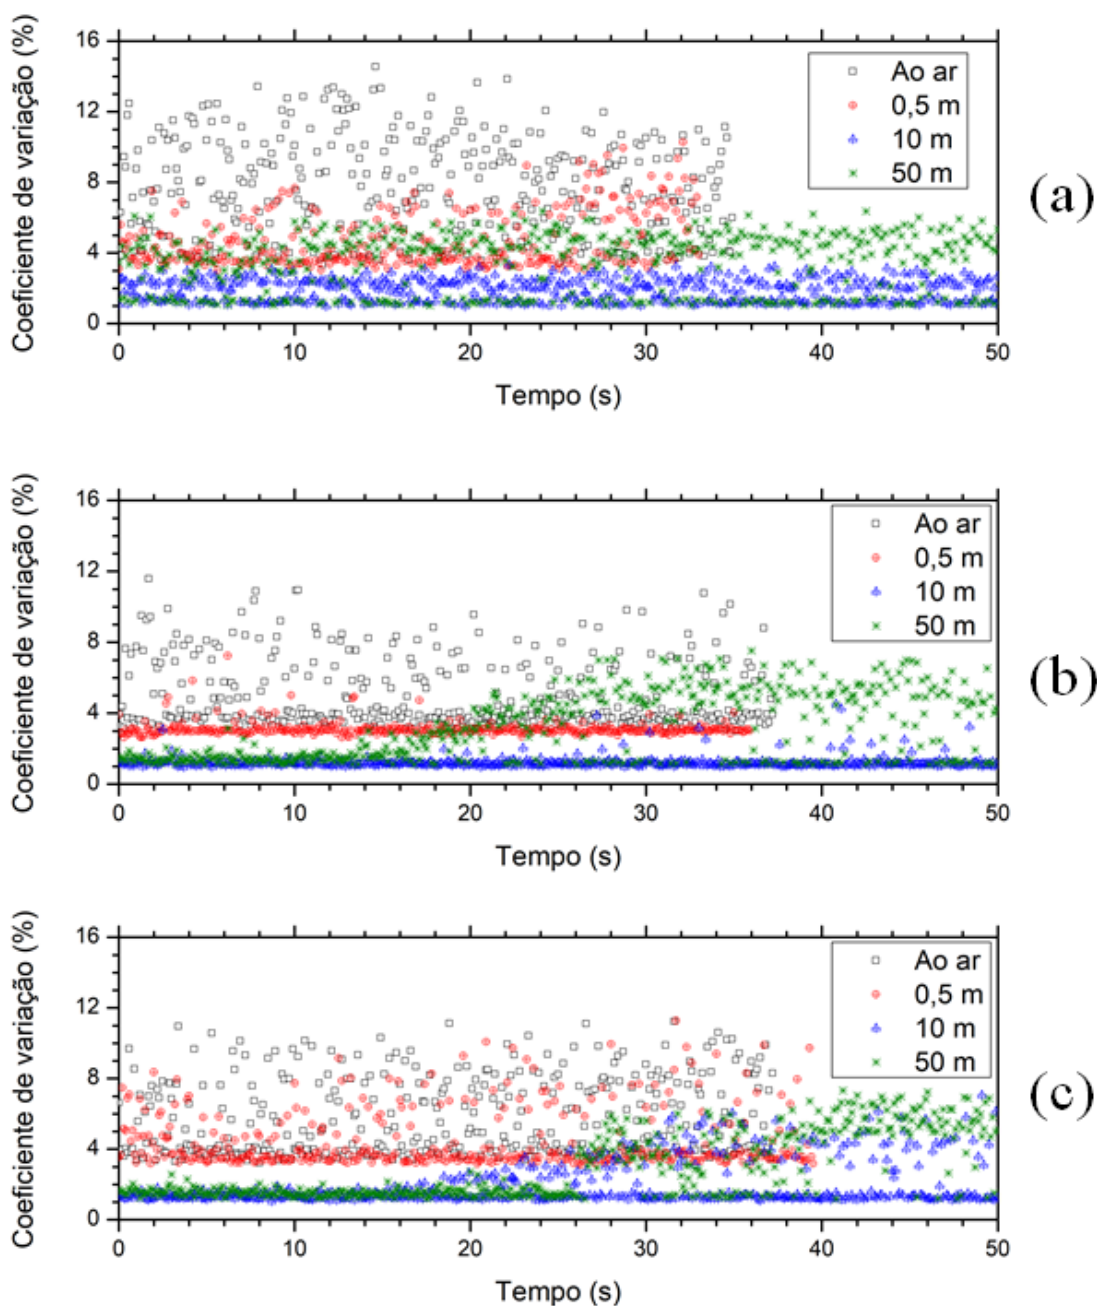 Coeficiente de variação (%)
16
12
8
4
0
Ao ar
0,5 m
10 m
50 m
0 10 20 30 40 50
Tempo (s)
(a)
Coeficiente de variação (%)
16
12
8
4
0
Ao ar
0,5 m
10 m
50 m
0 10 20 30 40 50
Tempo (s)
(b)
Coeficiente de variação (%)
16
12
8
4
0
Ao ar
0,5 m
10 m
50 m
0 10 20 30 40 50
Tempo (s)
(c)